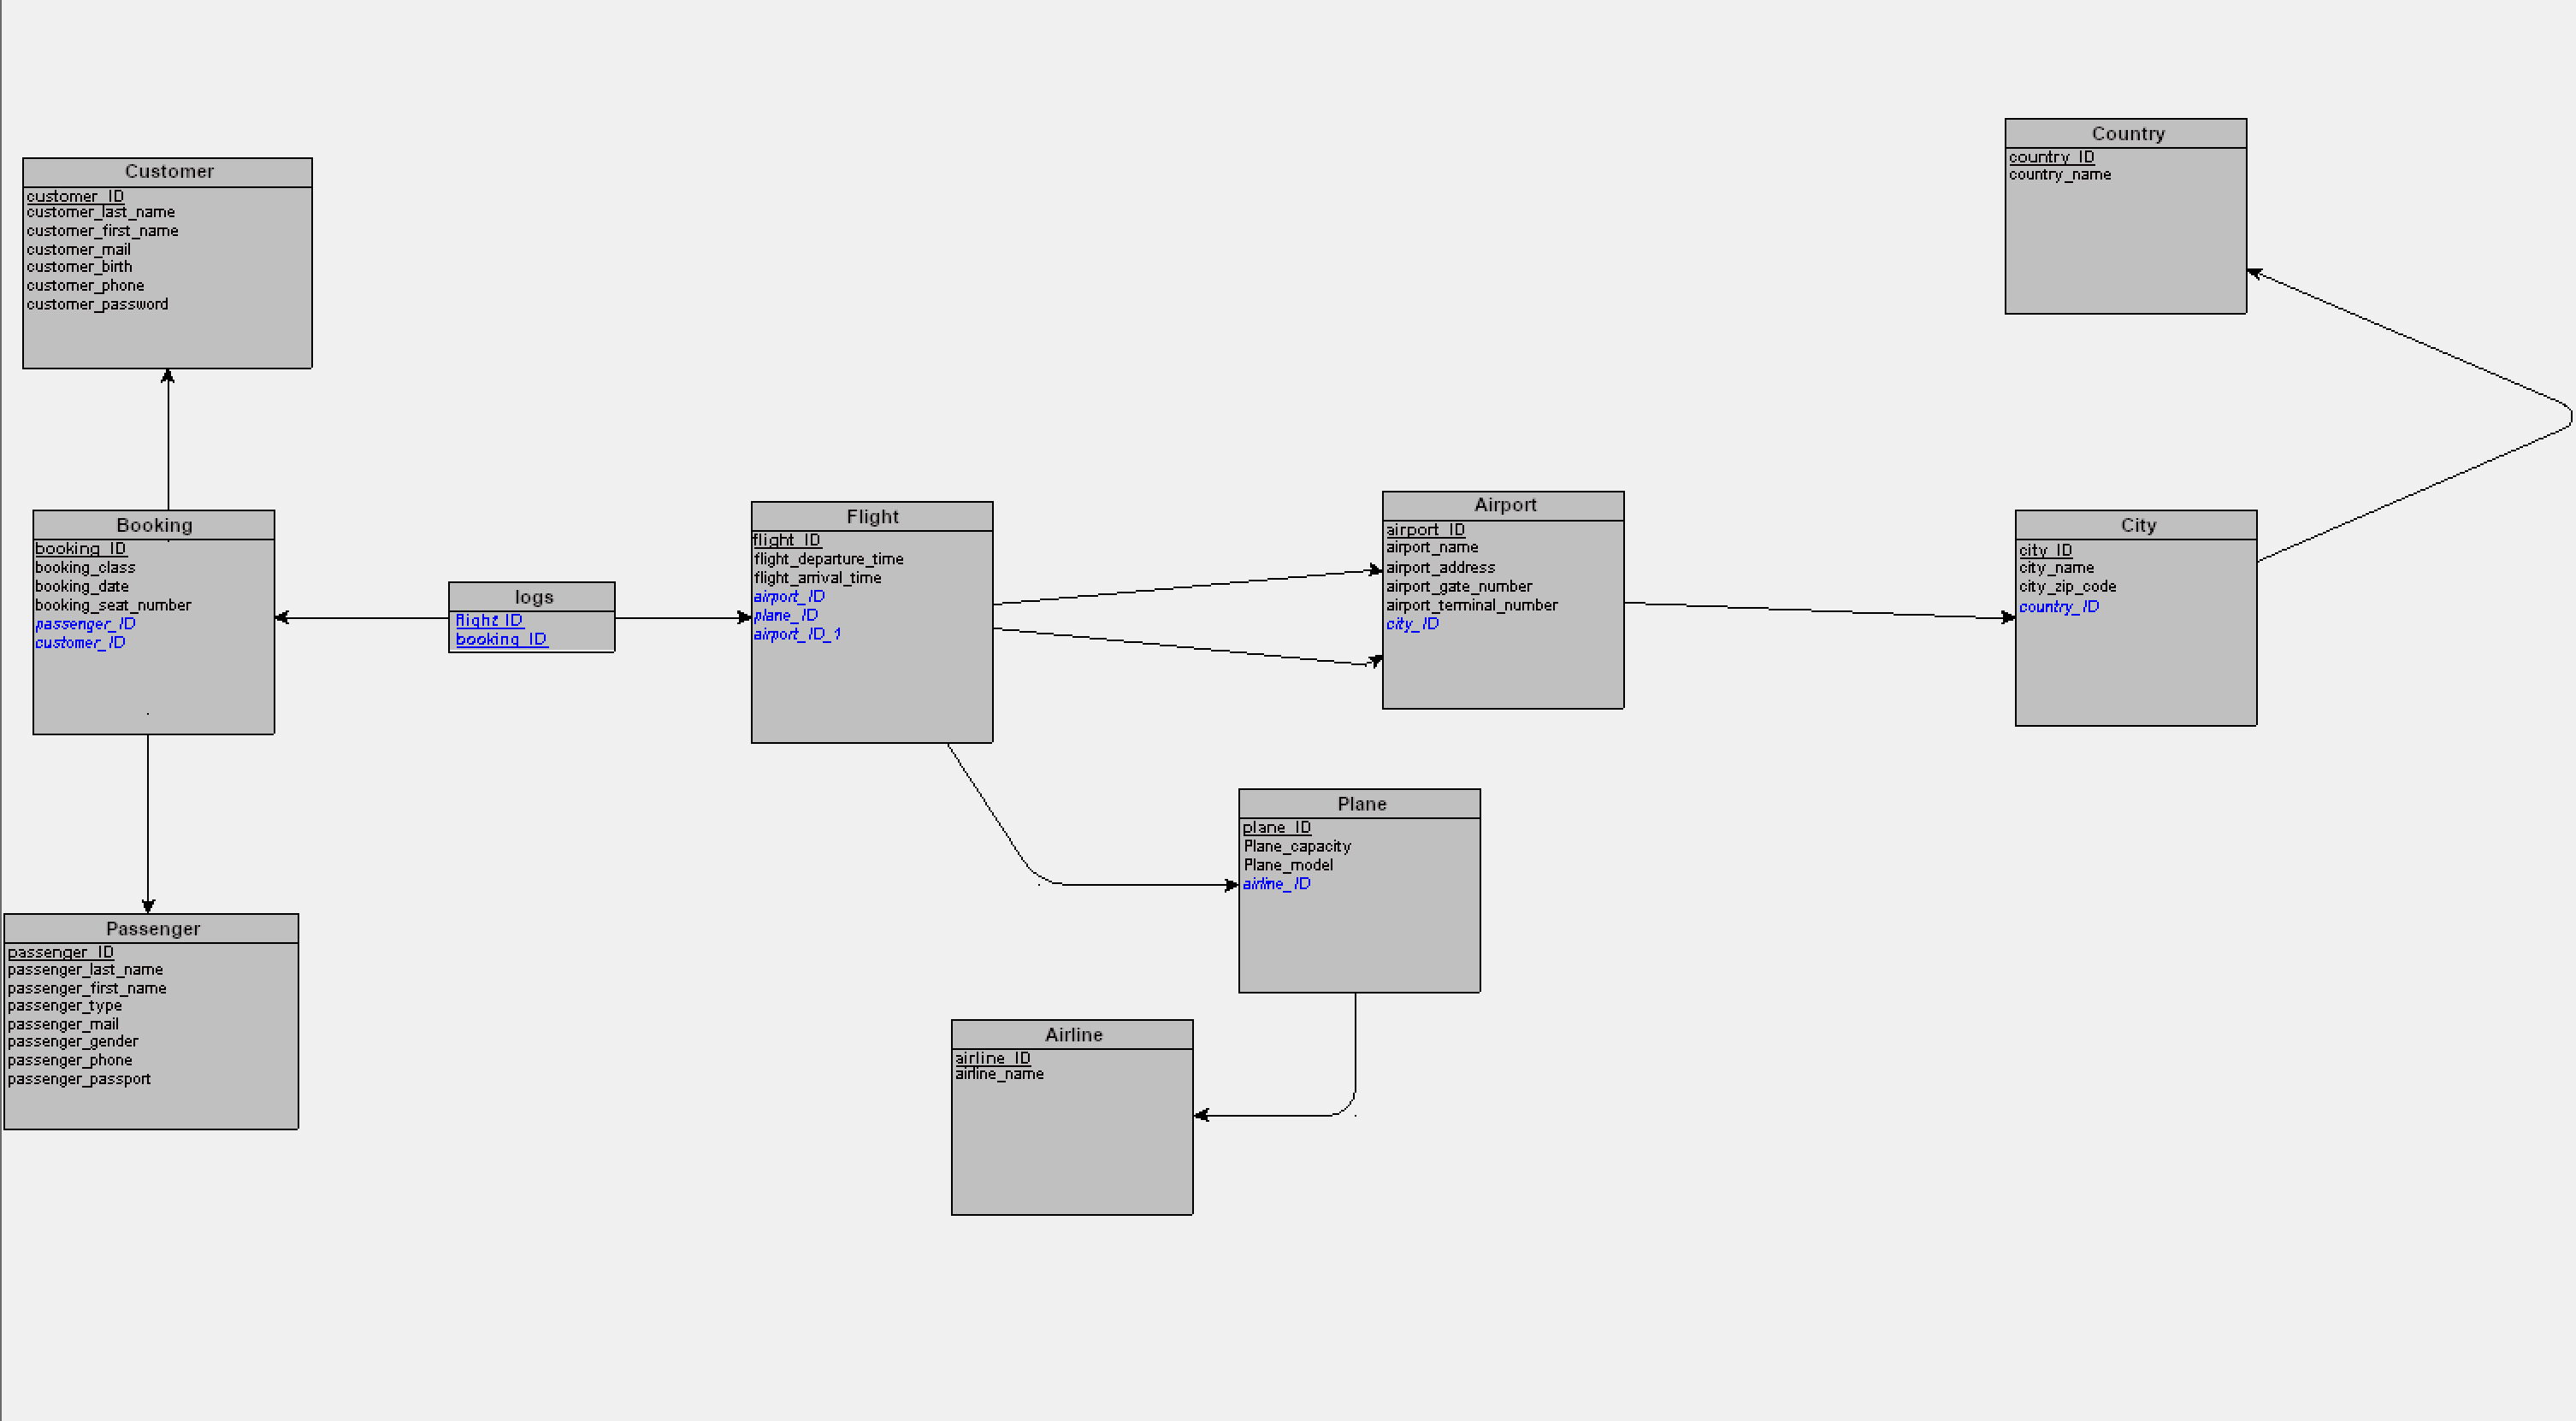 Customer
customer_ID
customer_last_name
customer_first_name
customer_mail
customer_birth
customer_phone
customer_password
Booking
booking_ID
booking_class
booking_date
booking_seat_number
passenger_ID
customer_ID
Passenger
passenger_ID
passenger_last_name
passenger_first_name
passenger_type
passenger_mail
passenger_gender
passenger_phone
passenger_passport
logs
flight_ID
booking_ID
Flight
flight_ID
flight_departure_time
flight_arrival_time
airport_ID
plane_ID
airport_ID_1
Airport
airport_ID
airport_name
airport_address
airport_gate_number
airport_terminal_number
city_ID
Plane
plane_ID
Plane_capacity
Plane_model
airline_ID
Airline
airline_ID
airline_name
Country
country_ID
country_name
City
city_ID
city_name
city_zip_code
country_ID